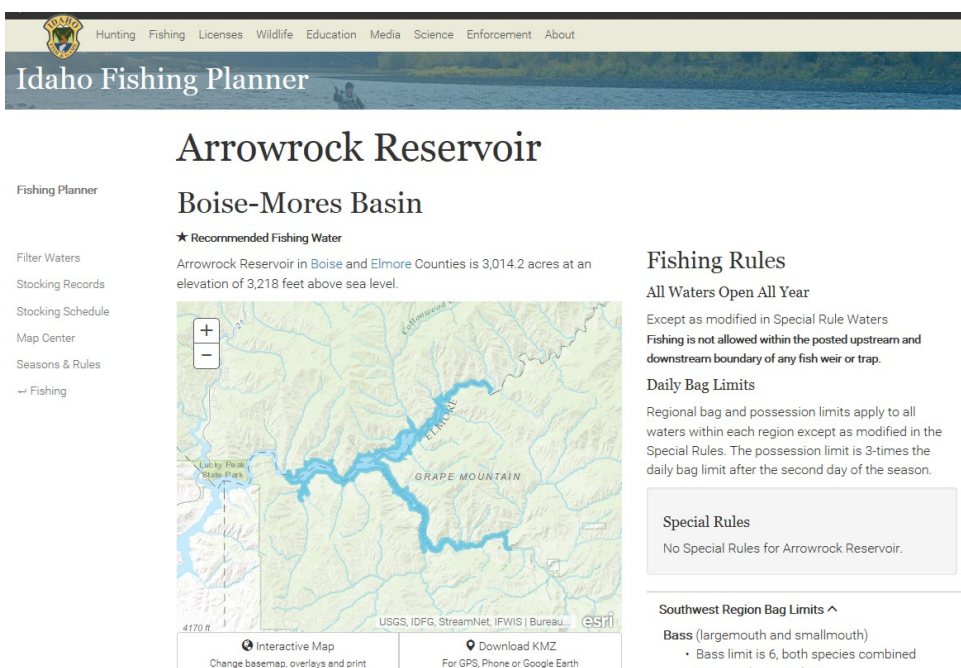 IDAHO
Hunting Fishing Licenses Wildlife Education Media Science Enforcement About
Idaho Fishing Planner
Arrowrock Reservoir
Fishing Planner
Boise-Mores Basin
★ Recommended Fishing Water
Filter Waters
Stocking Records
Stocking Schedule
Map Center
Seasons & Rules
↩ Fishing
Arrowrock Reservoir in Boise and Elmore Counties is 3,014.2 acres at an
elevation of 3,218 feet above sea level.
+
−
Cottonwood
ELMORE
Lucky Peak
State Park
GRAPE MOUNTAIN
4170 ft
USGS, IDFG, StreamNet, IFWIS | Bureau...
esri
Interactive Map
Change basemap, overlays and print
Download KMZ
For GPS, Phone or Google Earth
Fishing Rules
All Waters Open All Year
Except as modified in Special Rule Waters
Fishing is not allowed within the posted upstream and
downstream boundary of any fish weir or trap.
Daily Bag Limits
Regional bag and possession limits apply to all
waters within each region except as modified in the
Special Rules. The possession limit is 3-times the
daily bag limit after the second day of the season.
Special Rules
No Special Rules for Arrowrock Reservoir.
Southwest Region Bag Limits
Bass (largemouth and smallmouth)
• Bass limit is 6, both species combined